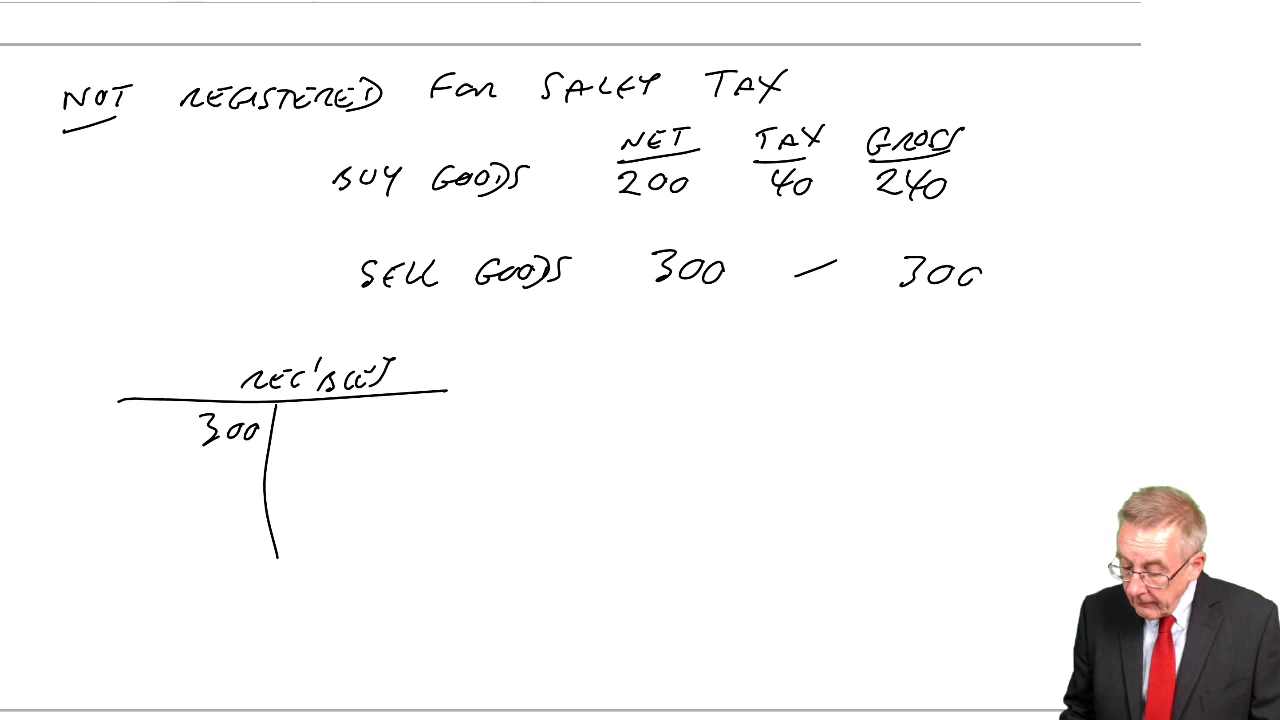 NOT REGISTERED FOR SALES TAX
NET TAX GROSS
BUY GOODS 200 40 240
SELL GOODS 300 — 300
REC'BLES
300